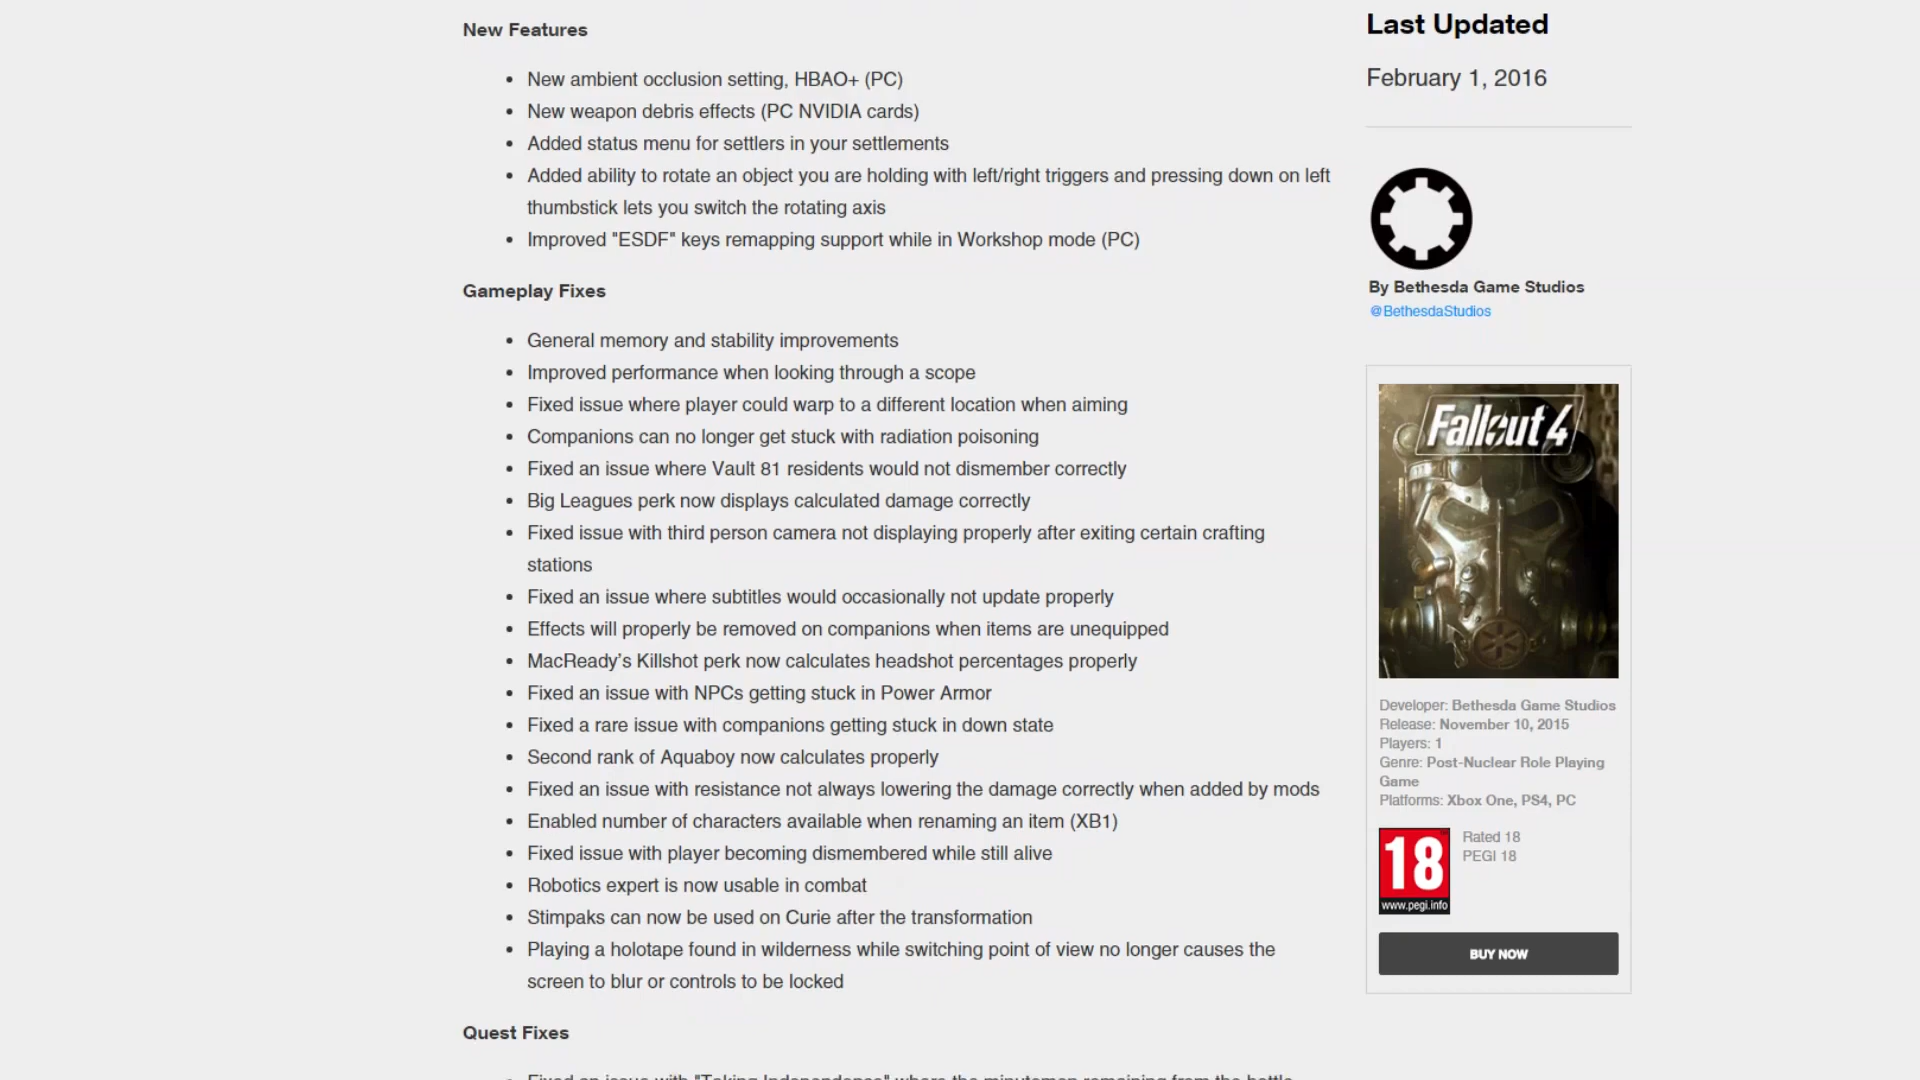 New Features
• New ambient occlusion setting, HBAO+ (PC)
• New weapon debris effects (PC NVIDIA cards)
• Added status menu for settlers in your settlements
• Added ability to rotate an object you are holding with left/right triggers and pressing down on left
thumbstick lets you switch the rotating axis
• Improved "ESDF" keys remapping support while in Workshop mode (PC)
Gameplay Fixes
• General memory and stability improvements
• Improved performance when looking through a scope
• Fixed issue where player could warp to a different location when aiming
• Companions can no longer get stuck with radiation poisoning
• Fixed an issue where Vault 81 residents would not dismember correctly
• Big Leagues perk now displays calculated damage correctly
• Fixed issue with third person camera not displaying properly after exiting certain crafting
stations
• Fixed an issue where subtitles would occasionally not update properly
• Effects will properly be removed on companions when items are unequipped
• MacReady’s Killshot perk now calculates headshot percentages properly
• Fixed an issue with NPCs getting stuck in Power Armor
• Fixed a rare issue with companions getting stuck in down state
• Second rank of Aquaboy now calculates properly
• Fixed an issue with resistance not always lowering the damage correctly when added by mods
• Enabled number of characters available when renaming an item (XB1)
• Fixed issue with player becoming dismembered while still alive
• Robotics expert is now usable in combat
• Stimpaks can now be used on Curie after the transformation
• Playing a holotape found in wilderness while switching point of view no longer causes the
screen to blur or controls to be locked
Quest Fixes
• Fixed an issue with "Taking Independence" where the minutemen remaining from the battle
Last Updated
February 1, 2016
By Bethesda Game Studios
@BethesdaStudios
Fallout 4
Developer: Bethesda Game Studios
Release: November 10, 2015
Players: 1
Genre: Post-Nuclear Role Playing
Game
Platforms: Xbox One, PS4, PC
18
www.pegi.info
Rated 18
PEGI 18
BUY NOW